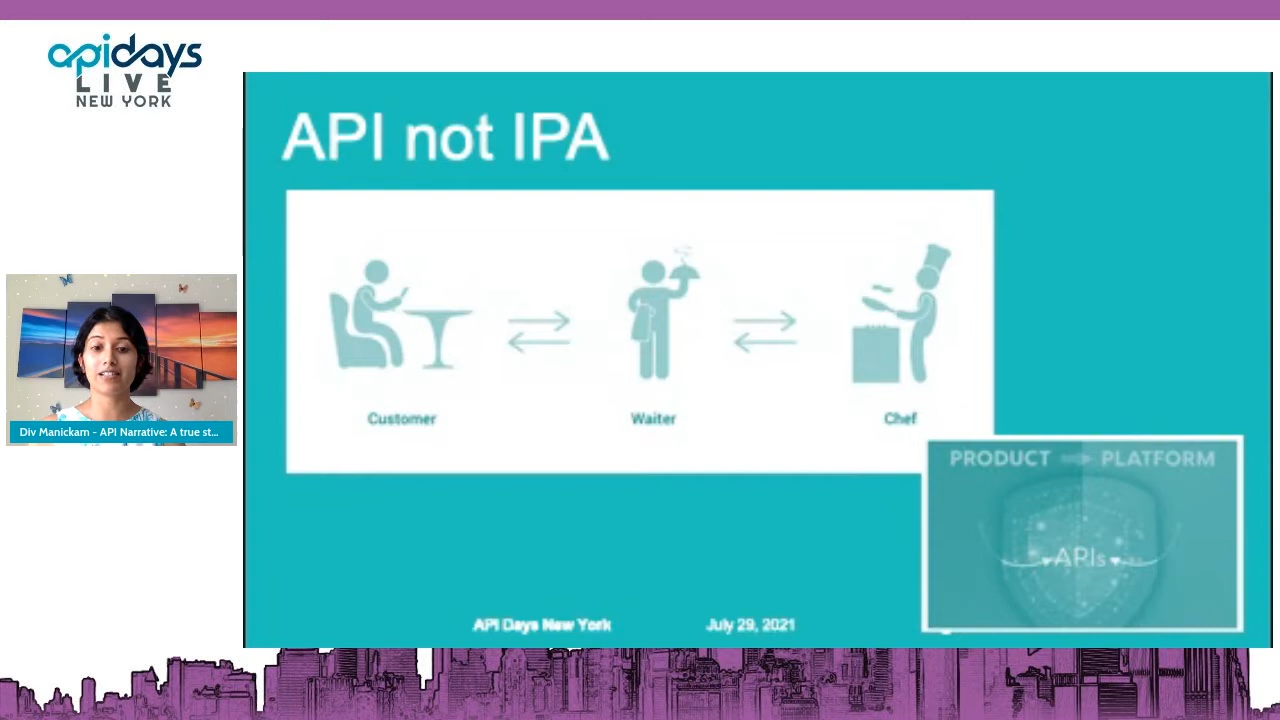 apidays
LIVE
NEW YORK
API not IPA
Customer
Waiter
Chef
PRODUCT
PLATFORM
APIs
Div Manickam - API Narrative: A true st...
API Days New York
July 29, 2021